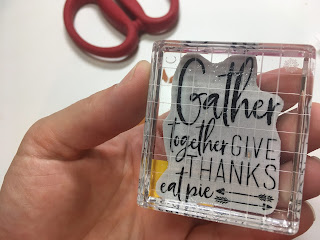 Gather
together GIVE
THANKS
eat pie